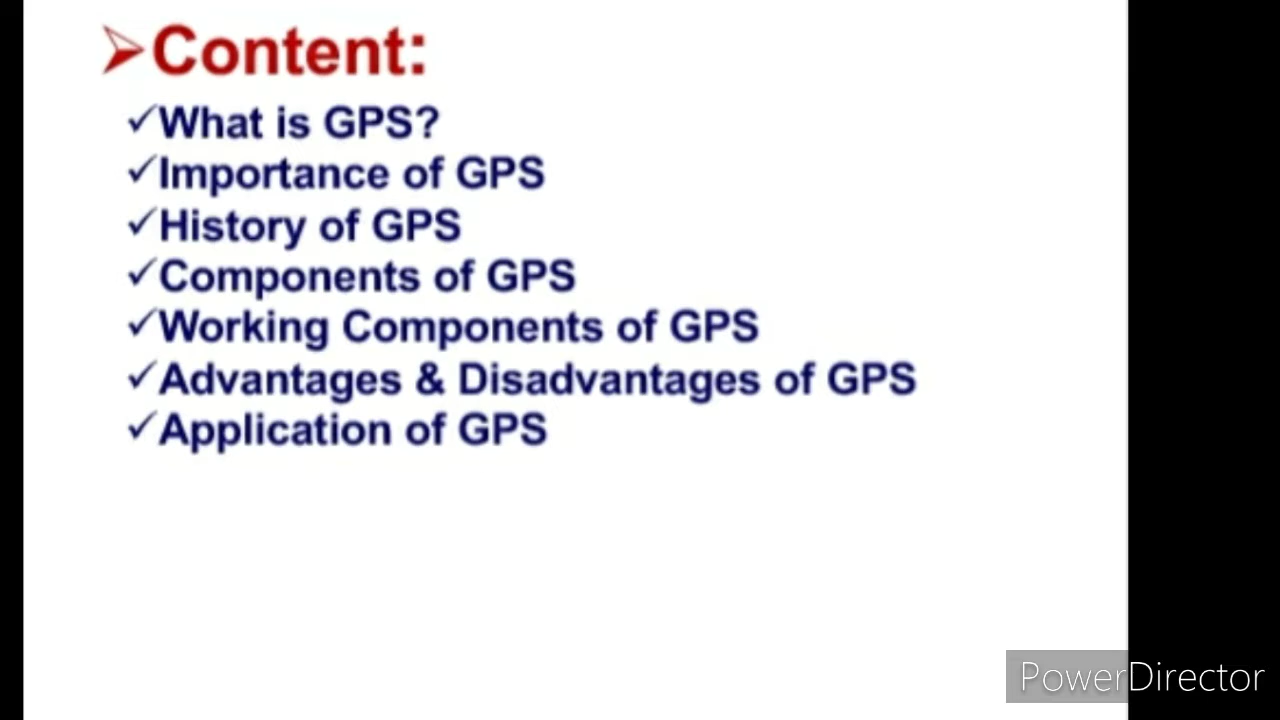 Content:
What is GPS?
Importance of GPS
History of GPS
Components of GPS
Working Components of GPS
Advantages & Disadvantages of GPS
Application of GPS
PowerDirector